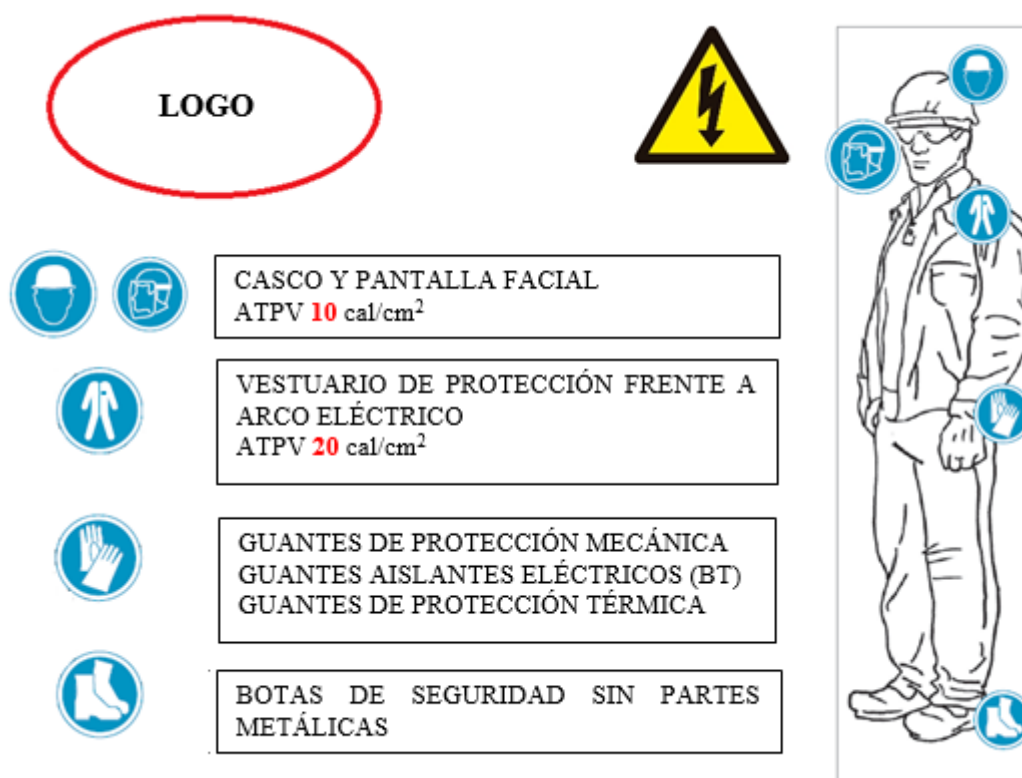 LOGO
CASCO Y PANTALLA FACIAL
ATPV 10 cal/cm²
VESTUARIO DE PROTECCIÓN FRENTE A
ARCO ELÉCTRICO
ATPV 20 cal/cm²
GUANTES DE PROTECCIÓN MECÁNICA
GUANTES AISLANTES ELÉCTRICOS (BT)
GUANTES DE PROTECCIÓN TÉRMICA
BOTAS DE SEGURIDAD SIN PARTES
METÁLICAS